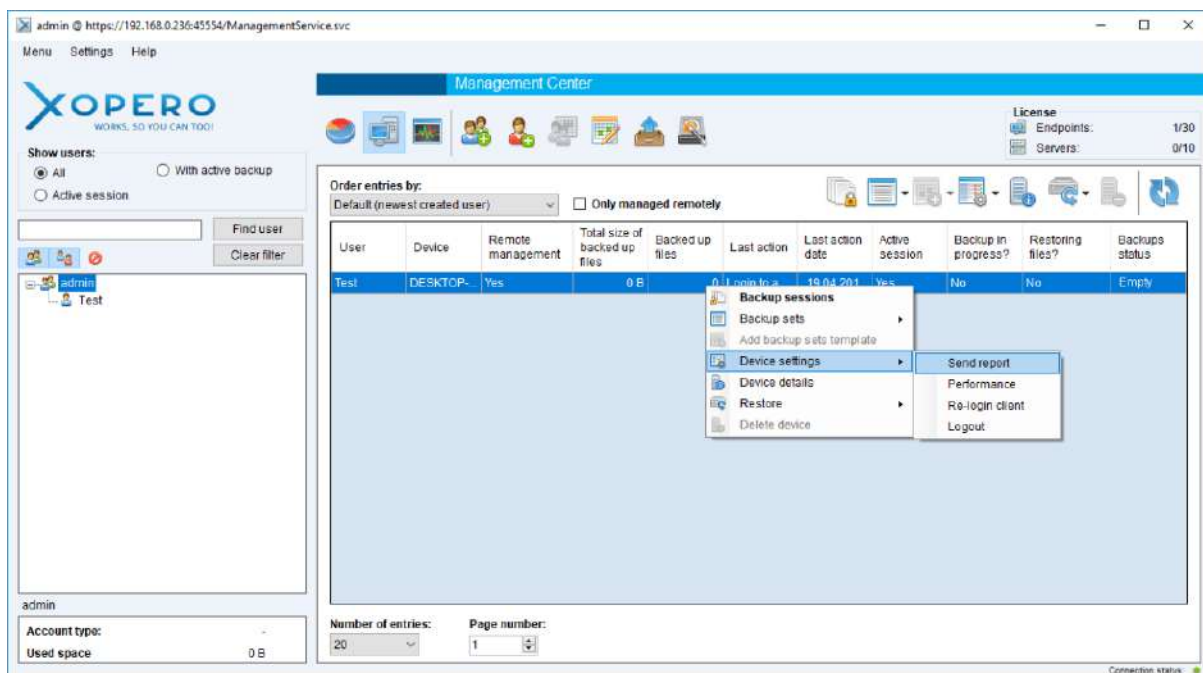 admin @ https://192.168.0.236:45554/ManagementService.svc
Menu Settings Help
XOPERO
WORKS, SO YOU CAN TOO!
Management Center
License
Endpoints: 1/30
Servers: 0/10
Show users:
All
With active backup
Active session
Find user
Clear filter
admin
Test
Order entries by:
Default (newest created user)
Only managed remotely
User
Device
Remote management
Total size of backed up files
Backed up files
Last action
Last action date
Active session
Backup in progress?
Restoring files?
Backups status
Test DESKTOP-... Yes 0 B 0 Login to a... 19.04.201... Yes No No Empty
Backup sessions
Backup sets
Add backup sets template
Device settings
Device details
Restore
Delete device
Send report
Performance
Re-login client
Logout
admin
Account type: -
Used space 0 B
Number of entries:
20
Page number:
1
Connection status: